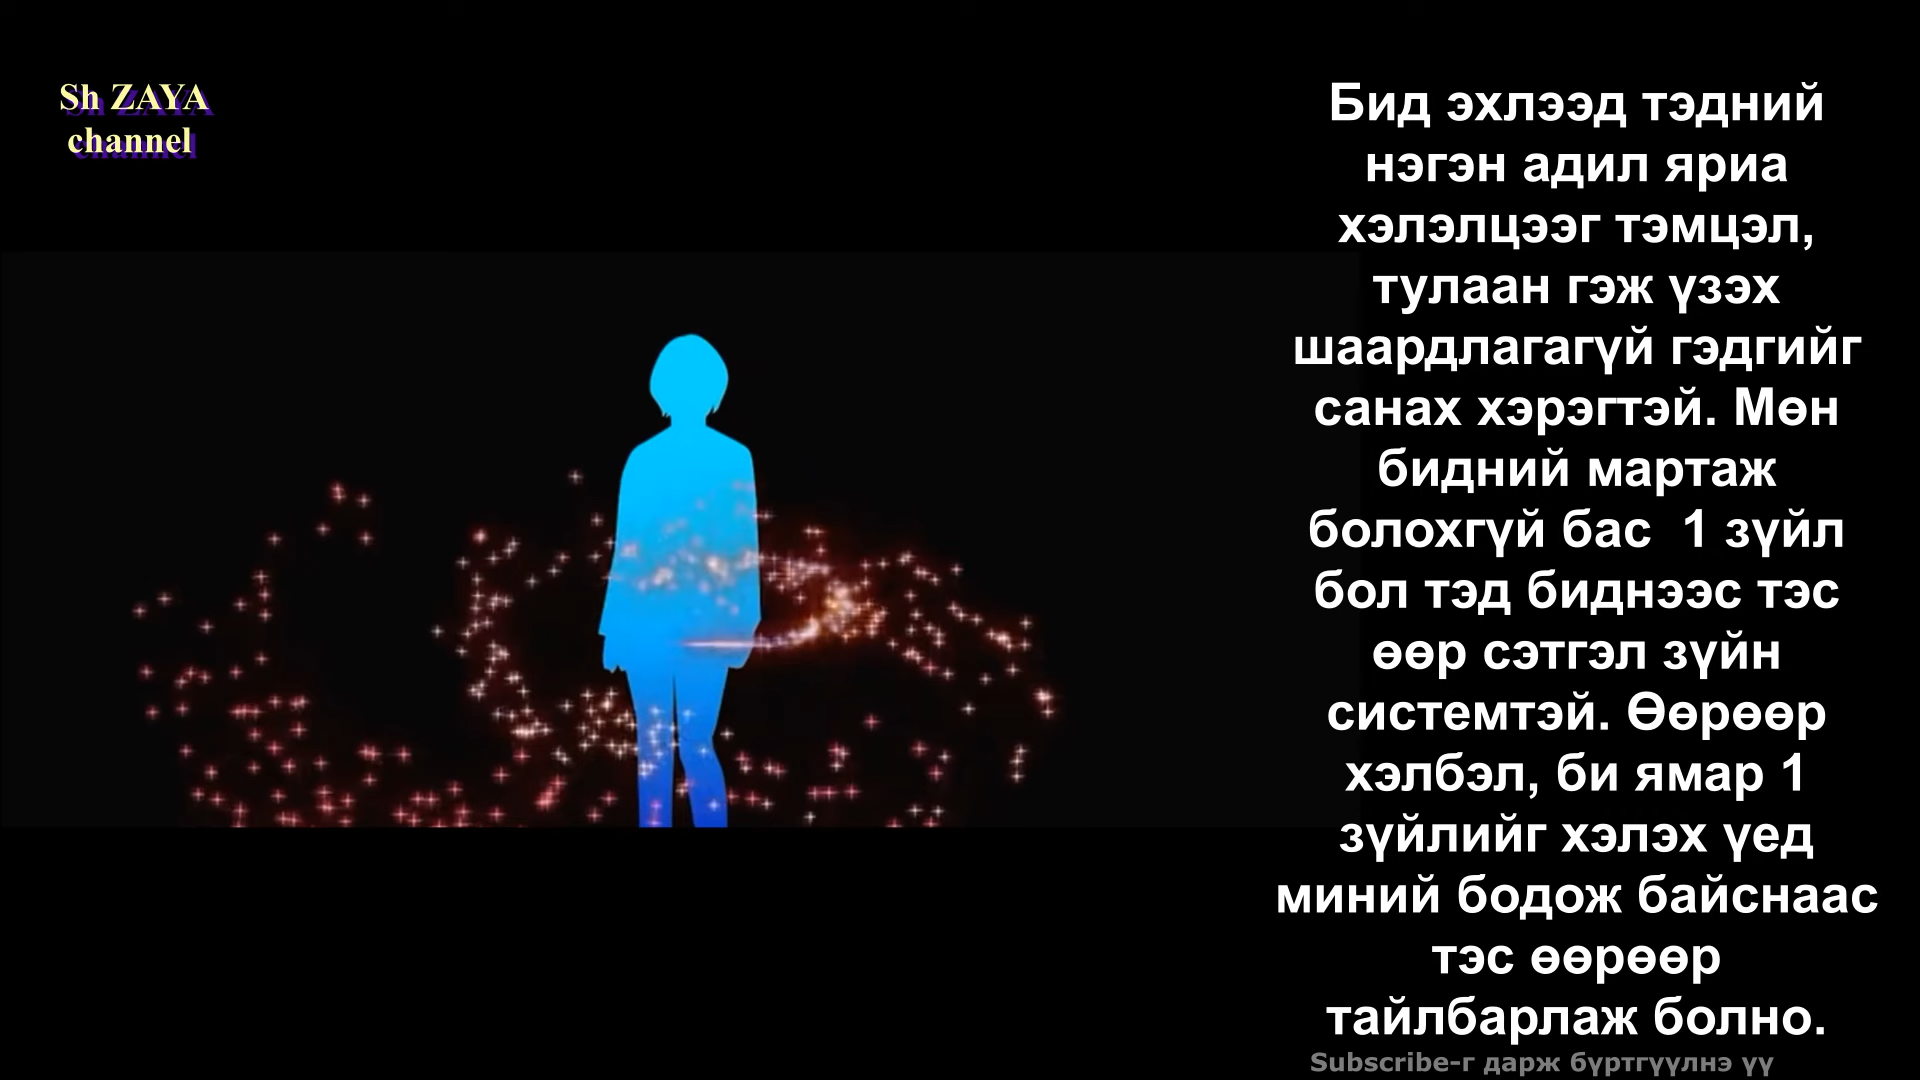 Sh ZAYA
channel
Бид эхлээд тэдний
нэгэн адил яриа
хэлэлцээг тэмцэл,
тулаан гэж үзэх
шаардлагагүй гэдгийг
санах хэрэгтэй. Мөн
бидний мартаж
болохгүй бас  1 зүйл
бол тэд биднээс тэс
өөр сэтгэл зүйн
системтэй. Өөрөөр
хэлбэл, би ямар 1
зүйлийг хэлэх үед
миний бодож байснаас
тэс өөрөөр
тайлбарлаж болно.
Subscribe-г дарж бүртгүүлнэ үү